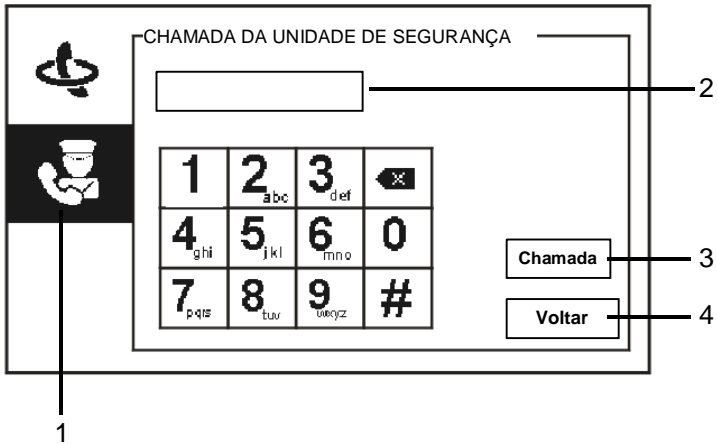 CHAMADA DA UNIDADE DE SEGURANÇA
2
1 2 abc 3 def
4 ghi 5 jkl 6 mno 0
7 pqrs 8 tuv 9 wxyz #
Chamada 3
Voltar 4
1